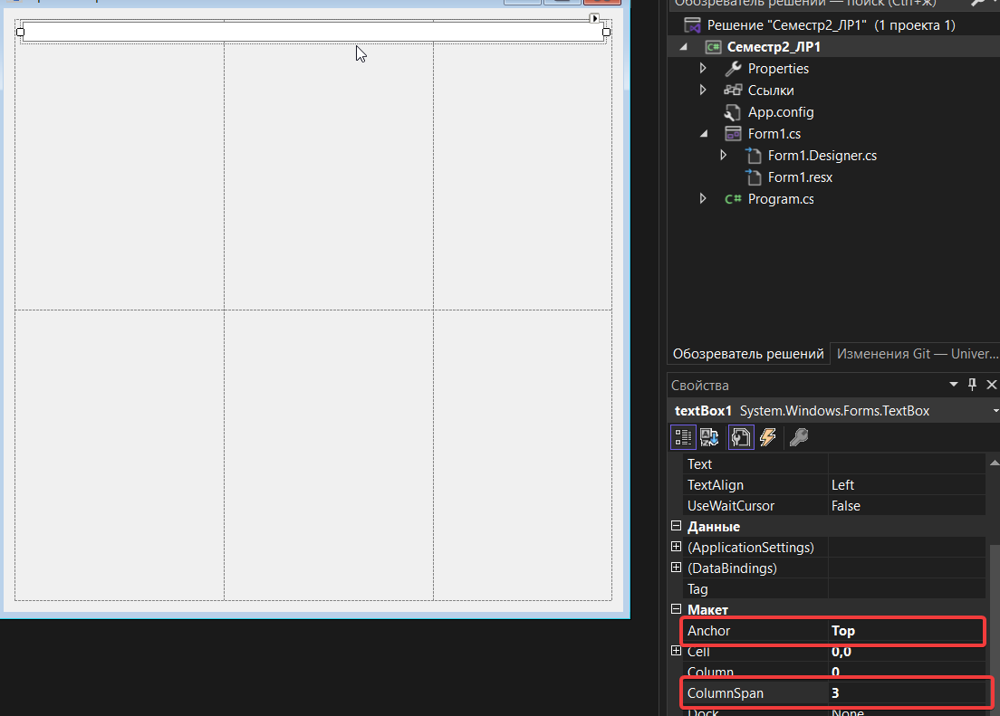 Обозреватель решений — поиск (Ctrl+ж)
Решение "Семестр2_ЛР1" (1 проекта 1)
C# Семестр2_ЛР1
Properties
Ссылки
App.config
Form1.cs
Form1.Designer.cs
Form1.resx
C# Program.cs
Обозреватель решений Изменения Git — Univer...
Свойства
textBox1 System.Windows.Forms.TextBox
Text
TextAlign Left
UseWaitCursor False
Данные
(ApplicationSettings)
(DataBindings)
Tag
Макет
Anchor Top
Cell 0,0
Column 0
ColumnSpan 3
Dock None